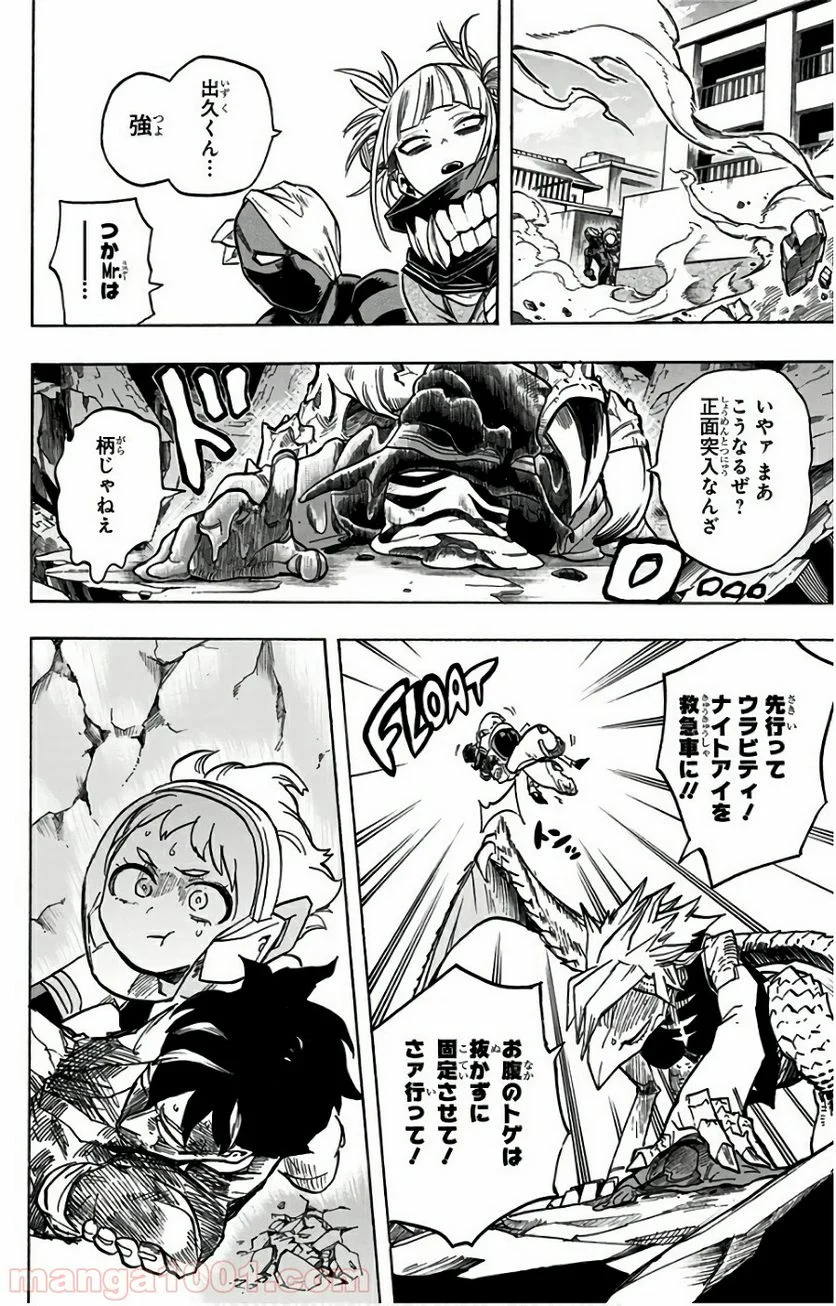 出久くん…
強
つかMr.は
――…
いやァ まあ
こうなるぜ?
正面突入なんざ
柄じゃねえ
ドロ
先行って
ウラビティ!
ナイトアイを
救急車に!!
FLOAT
トンッ
お腹のトゲは
抜かずに
固定させて!
さァ行って!
manga1001.com